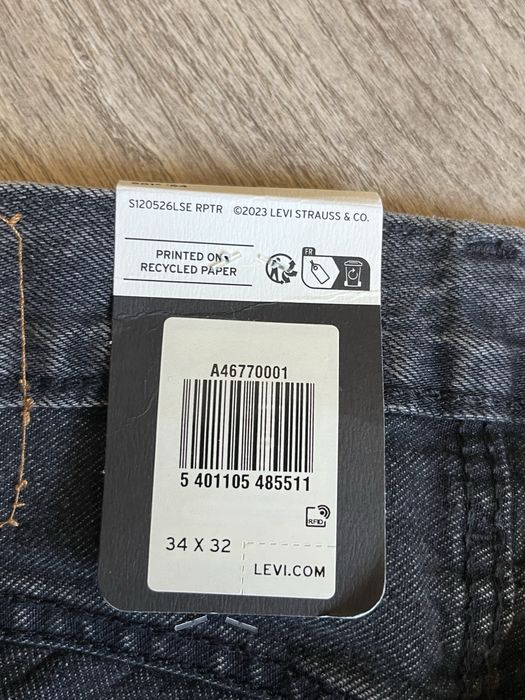 S120526LSE RPTR ©2023 LEVI STRAUSS & CO.
PRINTED ON
RECYCLED PAPER
FR
A46770001
5 401105 485511
RFID
34 X 32
LEVI.COM